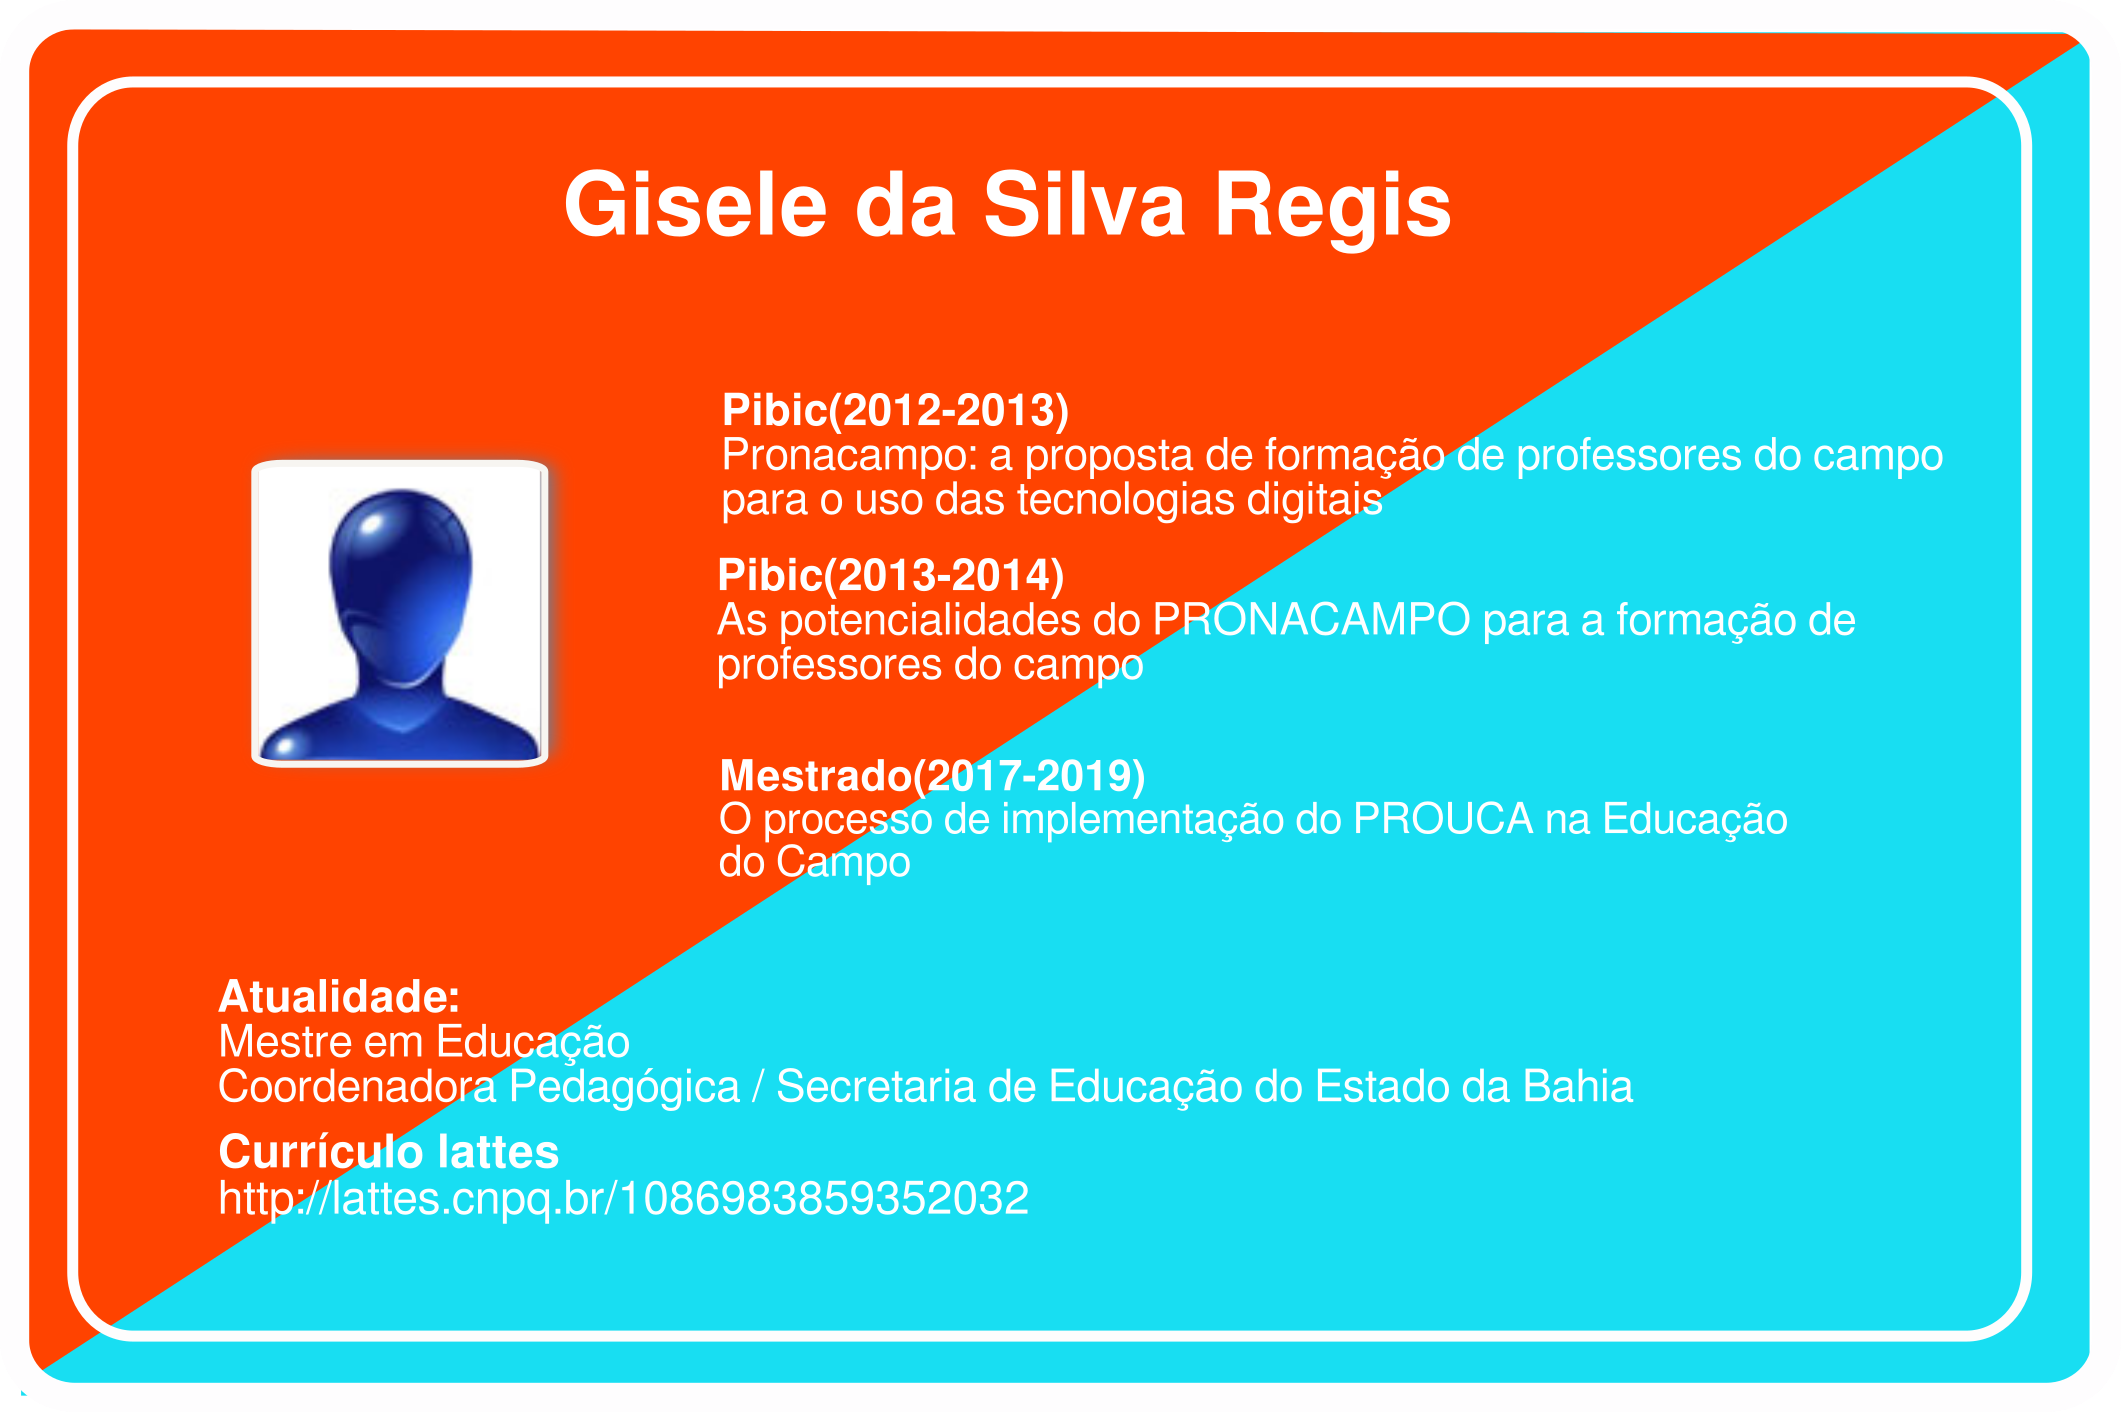 Gisele da Silva Regis
Pibic(2012-2013)
Pronacampo: a proposta de formação de professores do campo
para o uso das tecnologias digitais
Pibic(2013-2014)
As potencialidades do PRONACAMPO para a formação de
professores do campo
Mestrado(2017-2019)
O processo de implementação do PROUCA na Educação
do Campo
Atualidade:
Mestre em Educação
Coordenadora Pedagógica / Secretaria de Educação do Estado da Bahia
Currículo lattes
http://lattes.cnpq.br/1086983859352032